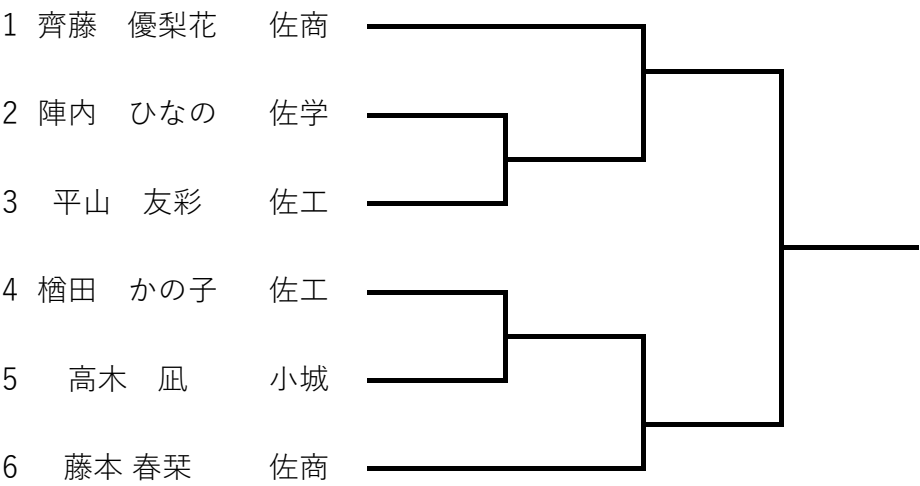 1 齊藤　優梨花 佐商
2 陣内　ひなの 佐学
3 平山　友彩 佐工
4 楢田　かの子 佐工
5 高木　凪 小城
6 藤本 春栞 佐商